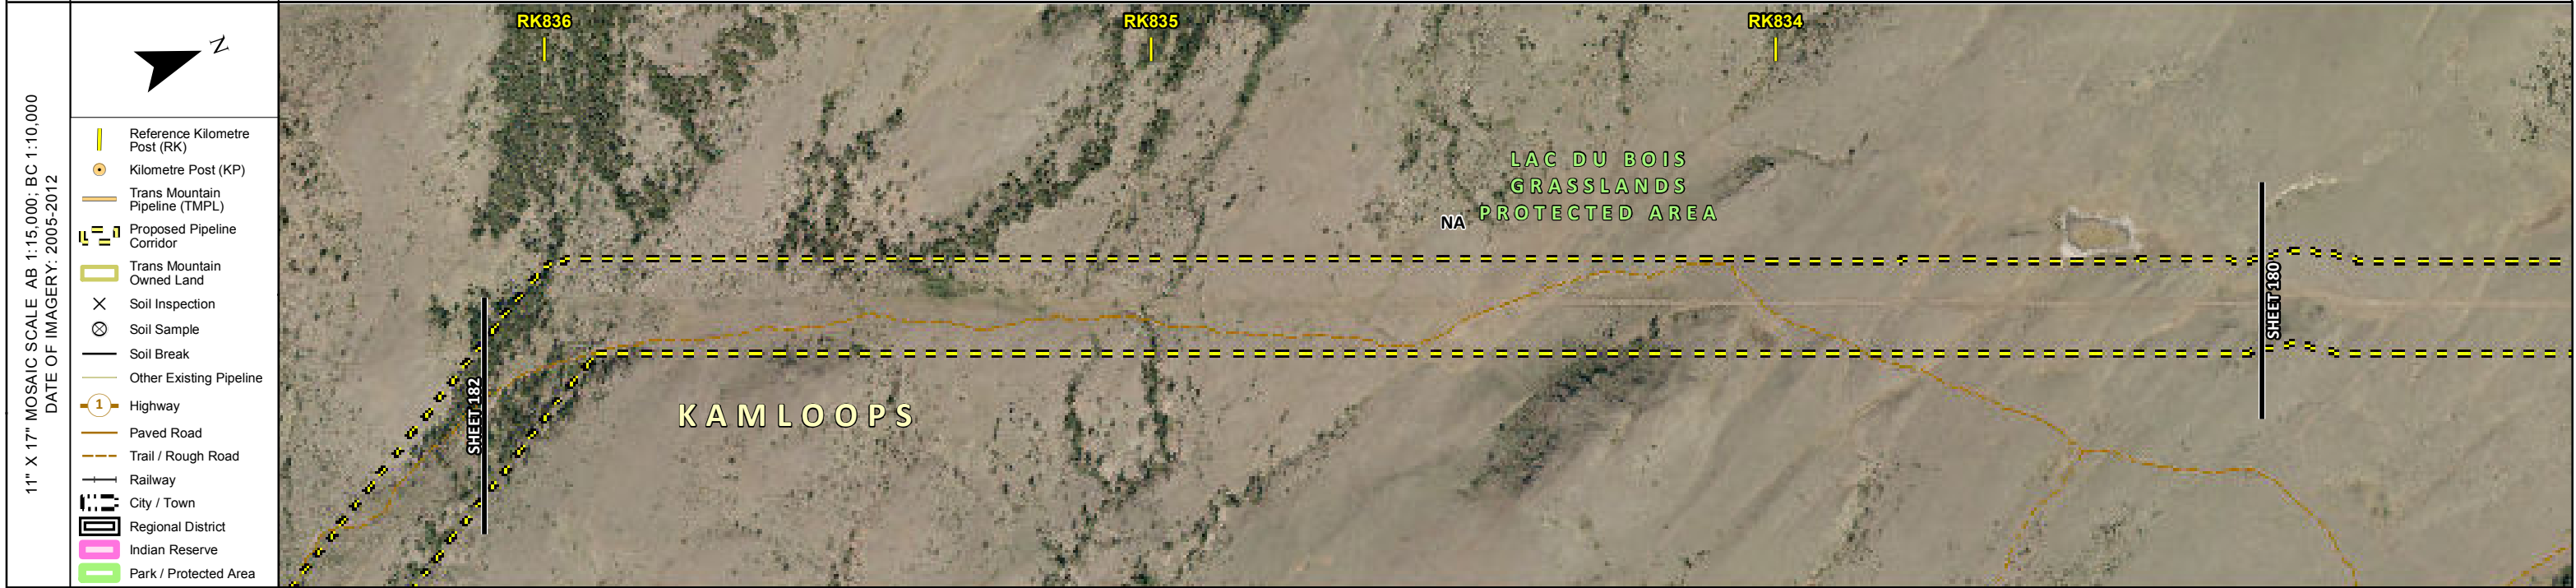 11" X 17" MOSAIC SCALE AB 1:15,000; BC 1:10,000
DATE OF IMAGERY: 2005-2012
N
Reference Kilometre
Post (RK)
Kilometre Post (KP)
Trans Mountain
Pipeline (TMPL)
Proposed Pipeline
Corridor
Trans Mountain
Owned Land
Soil Inspection
Soil Sample
Soil Break
Other Existing Pipeline
1 Highway
Paved Road
Trail / Rough Road
Railway
City / Town
Regional District
Indian Reserve
Park / Protected Area
RK836
RK835
RK834
LAC DU BOIS
GRASSLANDS
PROTECTED AREA
NA
SHEET 180
SHEET 182
KAMLOOPS